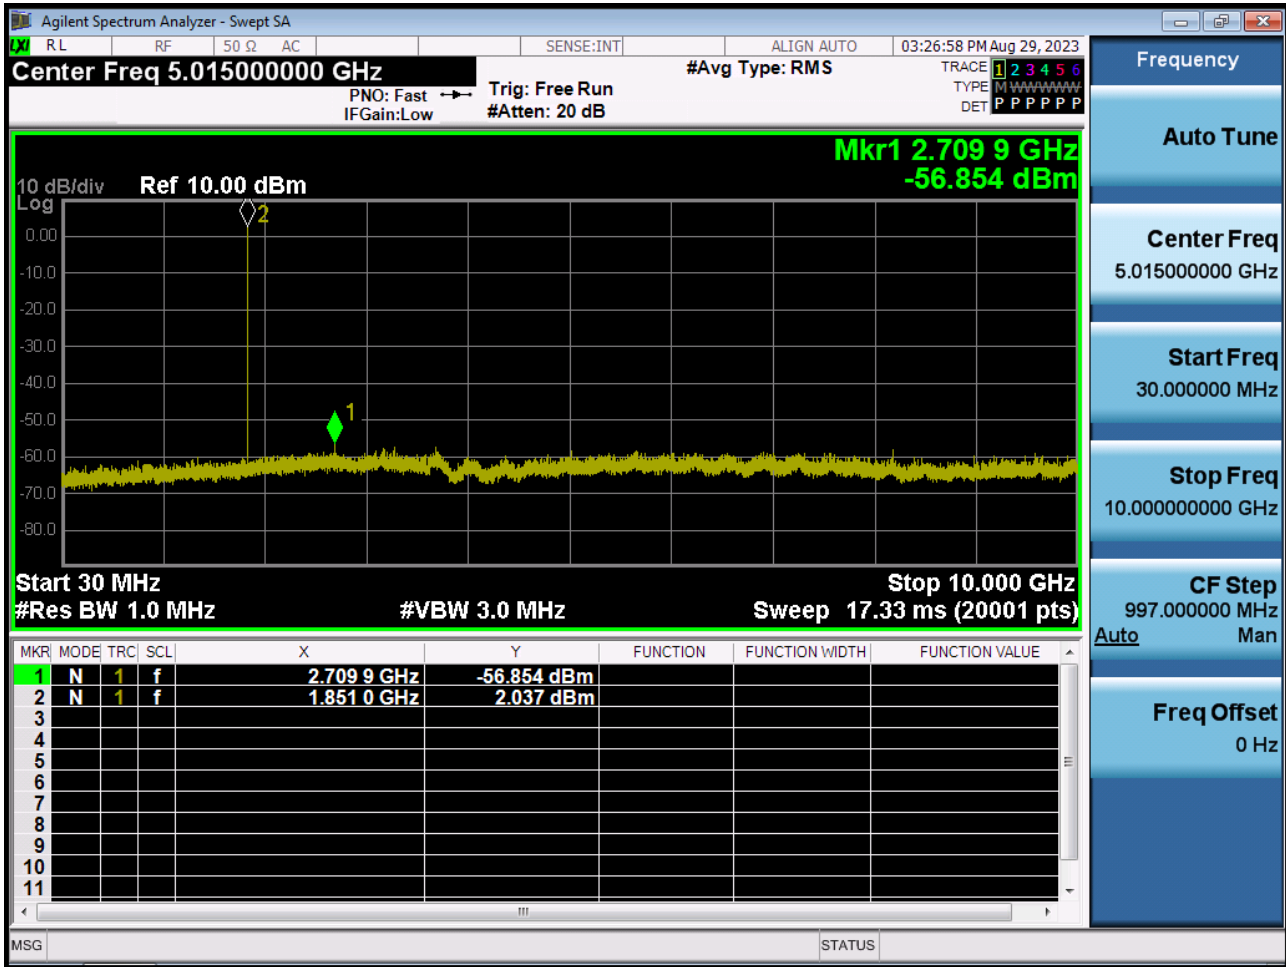 Agilent Spectrum Analyzer - Swept SA
LXI RL RF 50 Ω AC SENSE:INT ALIGN AUTO 03:26:58 PM Aug 29, 2023
Center Freq 5.015000000 GHz
PNO: Fast
IFGain:Low
Trig: Free Run
#Atten: 20 dB
#Avg Type: RMS
TRACE 1 2 3 4 5 6
TYPE M WWWWW
DET P P P P P P
Mkr1 2.709 9 GHz
-56.854 dBm
10 dB/div Ref 10.00 dBm
Log
2
0.00
-10.0
-20.0
-30.0
-40.0
-50.0
1
-60.0
-70.0
-80.0
Start 30 MHz Stop 10.000 GHz
#Res BW 1.0 MHz #VBW 3.0 MHz Sweep 17.33 ms (20001 pts)
MKR MODE TRC SCL X Y FUNCTION FUNCTION WIDTH FUNCTION VALUE
1 N 1 f 2.709 9 GHz -56.854 dBm
2 N 1 f 1.851 0 GHz 2.037 dBm
3
4
5
6
7
8
9
10
11
MSG STATUS
Frequency
Auto Tune
Center Freq
5.015000000 GHz
Start Freq
30.000000 MHz
Stop Freq
10.000000000 GHz
CF Step
997.000000 MHz
Auto Man
Freq Offset
0 Hz